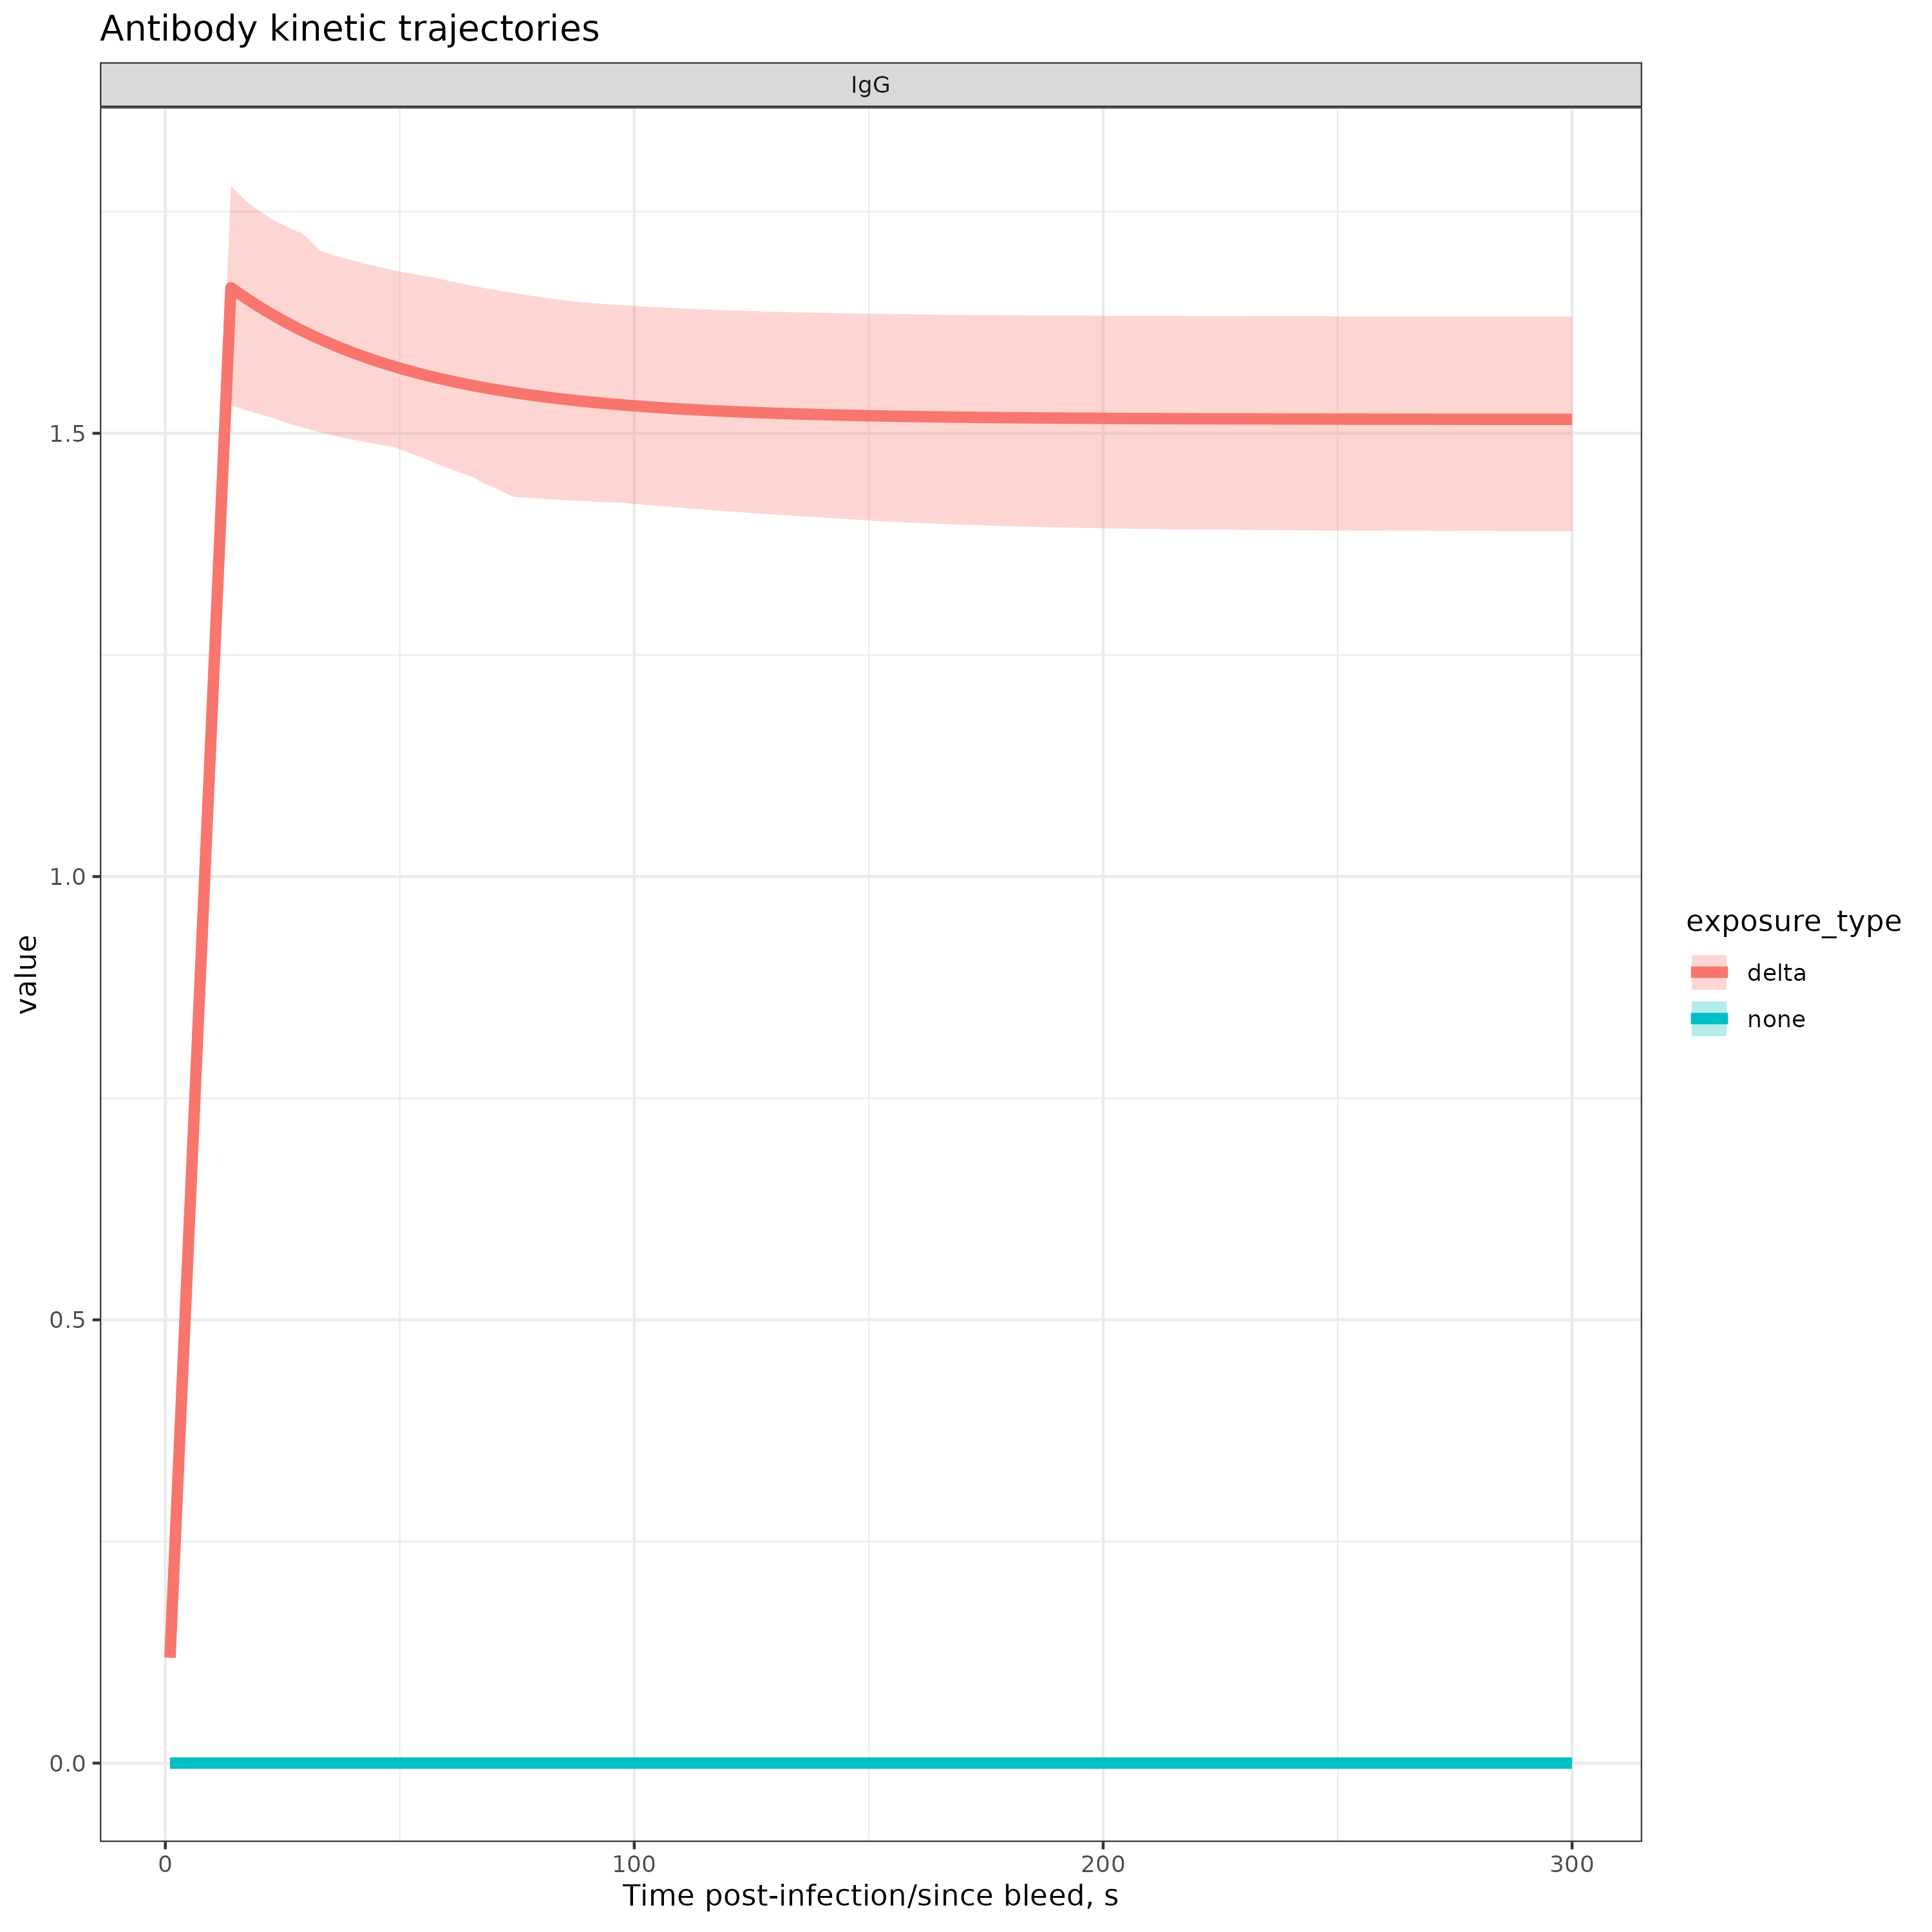 Antibody kinetic trajectories
IgG
1.5
1.0
0.5
0.0
value
0 100 200 300
Time post-infection/since bleed, s
exposure_type
delta
none